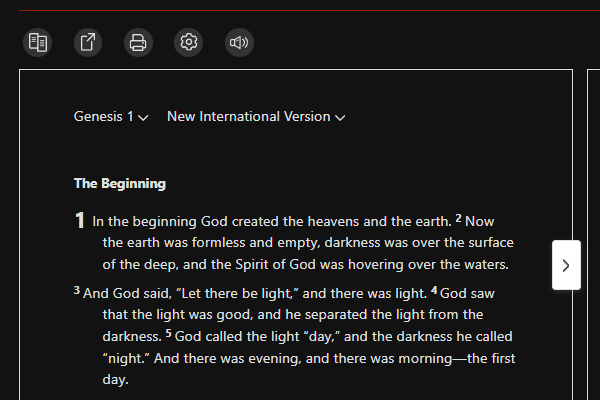 Genesis 1 New International Version
The Beginning
1 In the beginning God created the heavens and the earth. 2 Now
the earth was formless and empty, darkness was over the surface
of the deep, and the Spirit of God was hovering over the waters.
3 And God said, “Let there be light,” and there was light. 4 God saw
that the light was good, and he separated the light from the
darkness. 5 God called the light “day,” and the darkness he called
“night.” And there was evening, and there was morning—the first
day.